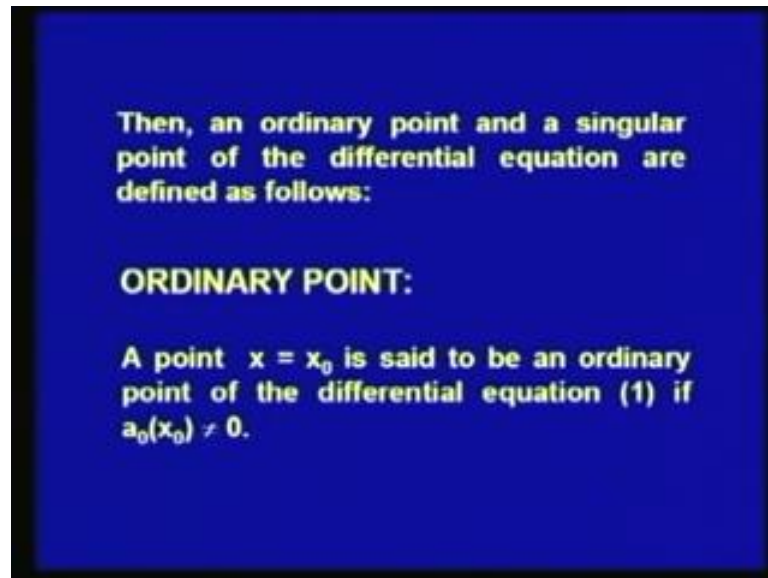 Then, an ordinary point and a singular
point of the differential equation are
defined as follows:
ORDINARY POINT:
A point x = x₀ is said to be an ordinary
point of the differential equation (1) if
a₀(x₀) ≠ 0.